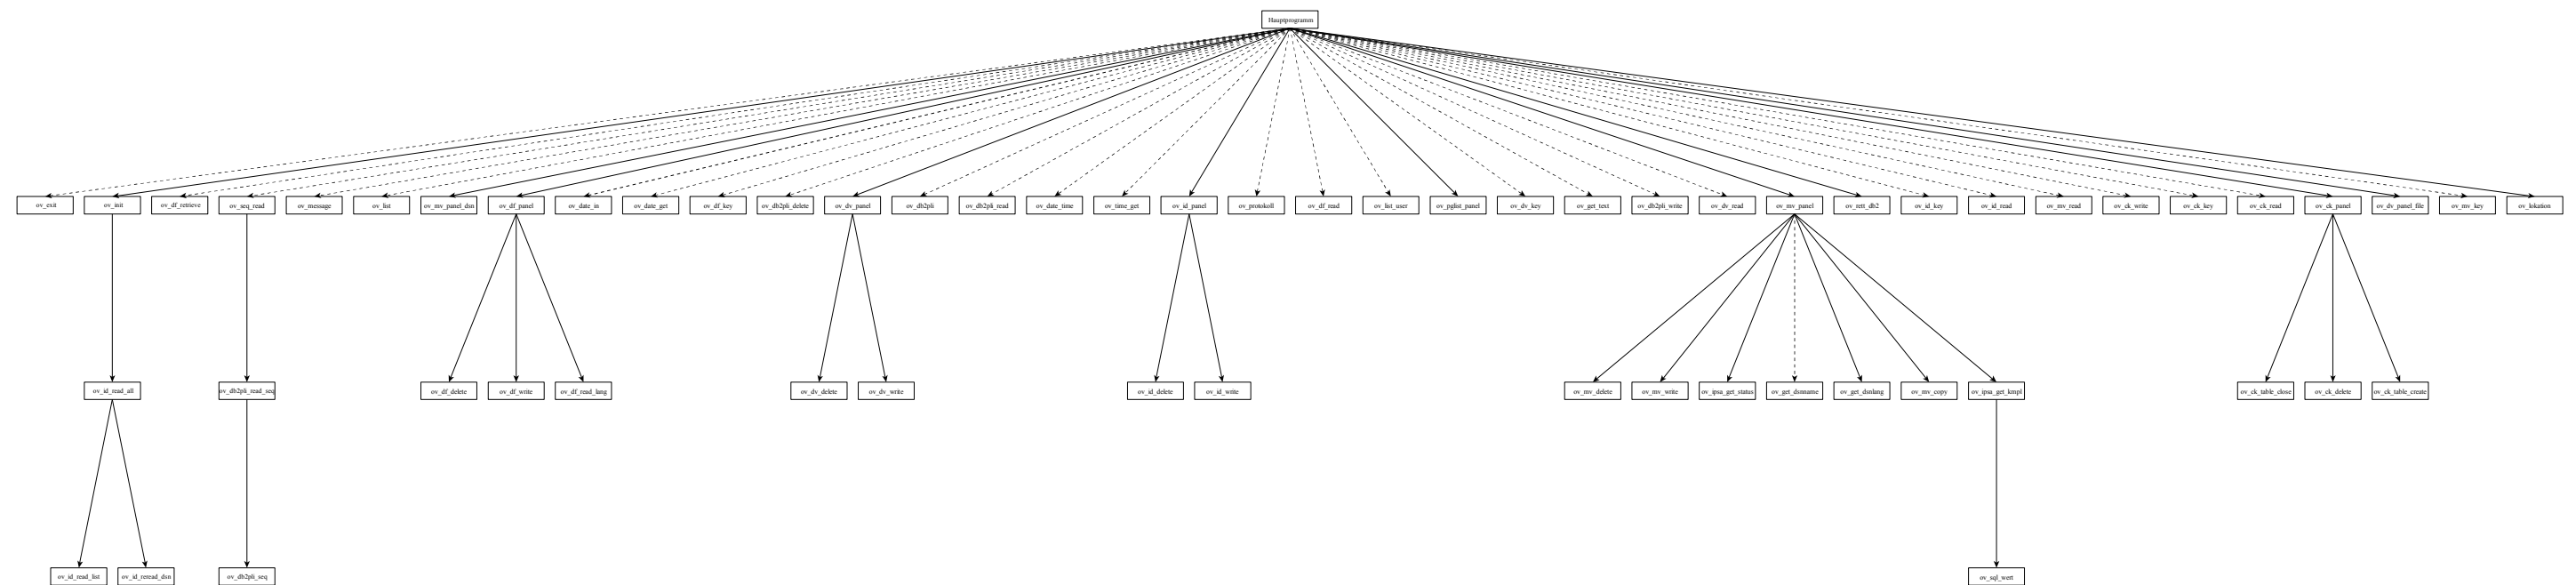 Hauptprogramm
ov_exit
ov_init
ov_df_retrieve
ov_seq_read
ov_message
ov_list
ov_mv_panel_dsn
ov_df_panel
ov_date_in
ov_date_get
ov_df_key
ov_db2pli_delete
ov_dv_panel
ov_db2pli
ov_db2pli_read
ov_date_time
ov_time_get
ov_id_panel
ov_protokoll
ov_df_read
ov_list_user
ov_pglist_panel
ov_dv_key
ov_get_text
ov_db2pli_write
ov_dv_read
ov_mv_panel
ov_rett_db2
ov_id_key
ov_id_read
ov_mv_read
ov_ck_write
ov_ck_key
ov_ck_read
ov_ck_panel
ov_dv_panel_file
ov_mv_key
ov_lokation
ov_id_read_all
ov_db2pli_read_seq
ov_df_delete
ov_df_write
ov_df_read_lang
ov_dv_delete
ov_dv_write
ov_id_delete
ov_id_write
ov_mv_delete
ov_mv_write
ov_ipsa_get_status
ov_get_dsnname
ov_get_dsnlang
ov_mv_copy
ov_ipsa_get_kmpl
ov_ck_table_close
ov_ck_delete
ov_ck_table_create
ov_id_read_list
ov_id_reread_dsn
ov_db2pli_seq
ov_sql_wert